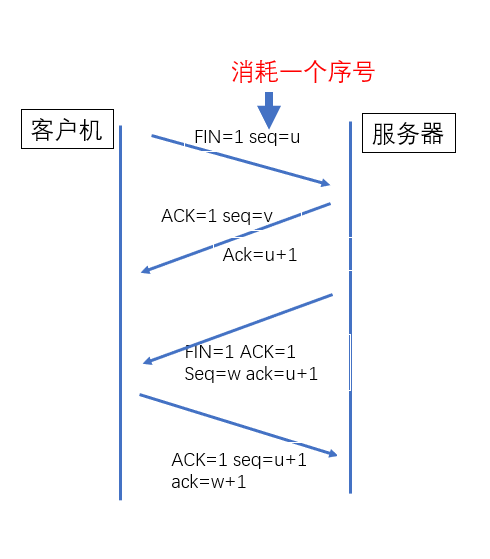 消耗一个序号
客户机
服务器
FIN=1 seq=u
ACK=1 seq=v
Ack=u+1
FIN=1 ACK=1
Seq=w ack=u+1
ACK=1 seq=u+1
ack=w+1